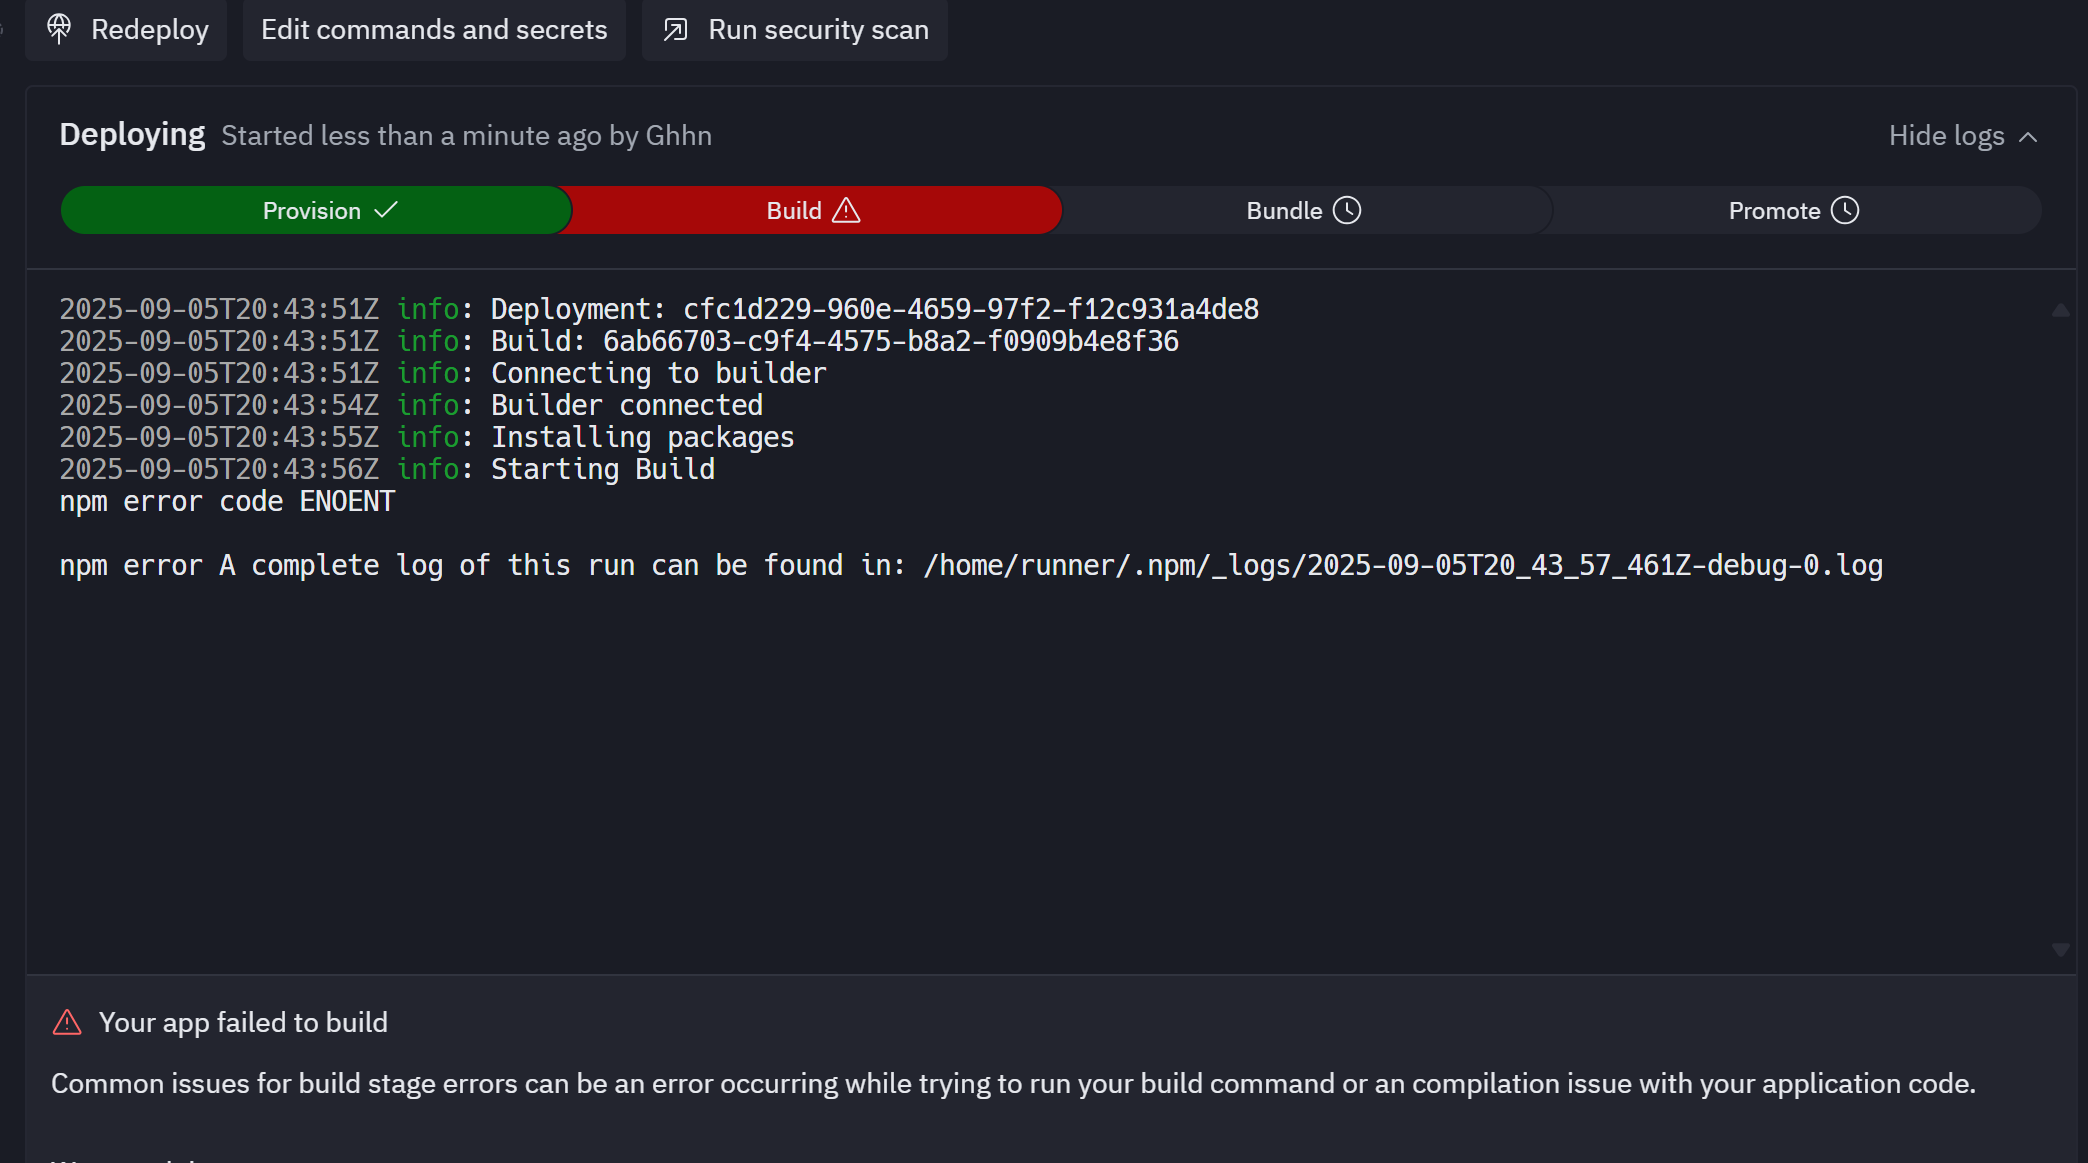 Redeploy
Edit commands and secrets
Run security scan
Deploying Started less than a minute ago by Ghhn
Hide logs
Provision
Build
Bundle
Promote
2025-09-05T20:43:51Z info: Deployment: cfc1d229-960e-4659-97f2-f12c931a4de8
2025-09-05T20:43:51Z info: Build: 6ab66703-c9f4-4575-b8a2-f0909b4e8f36
2025-09-05T20:43:51Z info: Connecting to builder
2025-09-05T20:43:54Z info: Builder connected
2025-09-05T20:43:55Z info: Installing packages
2025-09-05T20:43:56Z info: Starting Build
npm error code ENOENT
npm error A complete log of this run can be found in: /home/runner/.npm/_logs/2025-09-05T20_43_57_461Z-debug-0.log
Your app failed to build
Common issues for build stage errors can be an error occurring while trying to run your build command or an compilation issue with your application code.